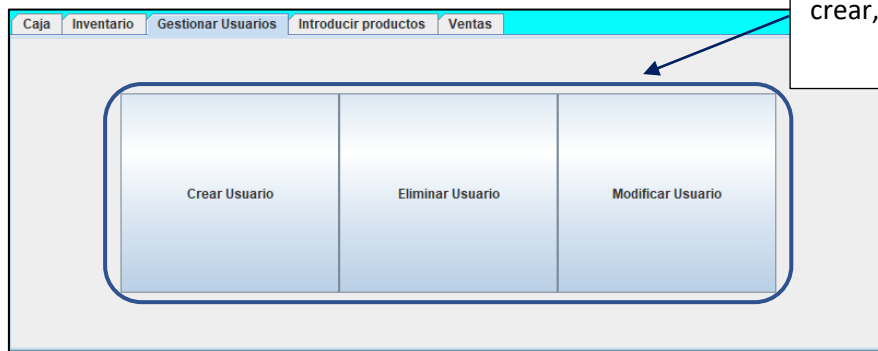 crear,
Caja Inventario Gestionar Usuarios Introducir productos Ventas
Crear Usuario Eliminar Usuario Modificar Usuario